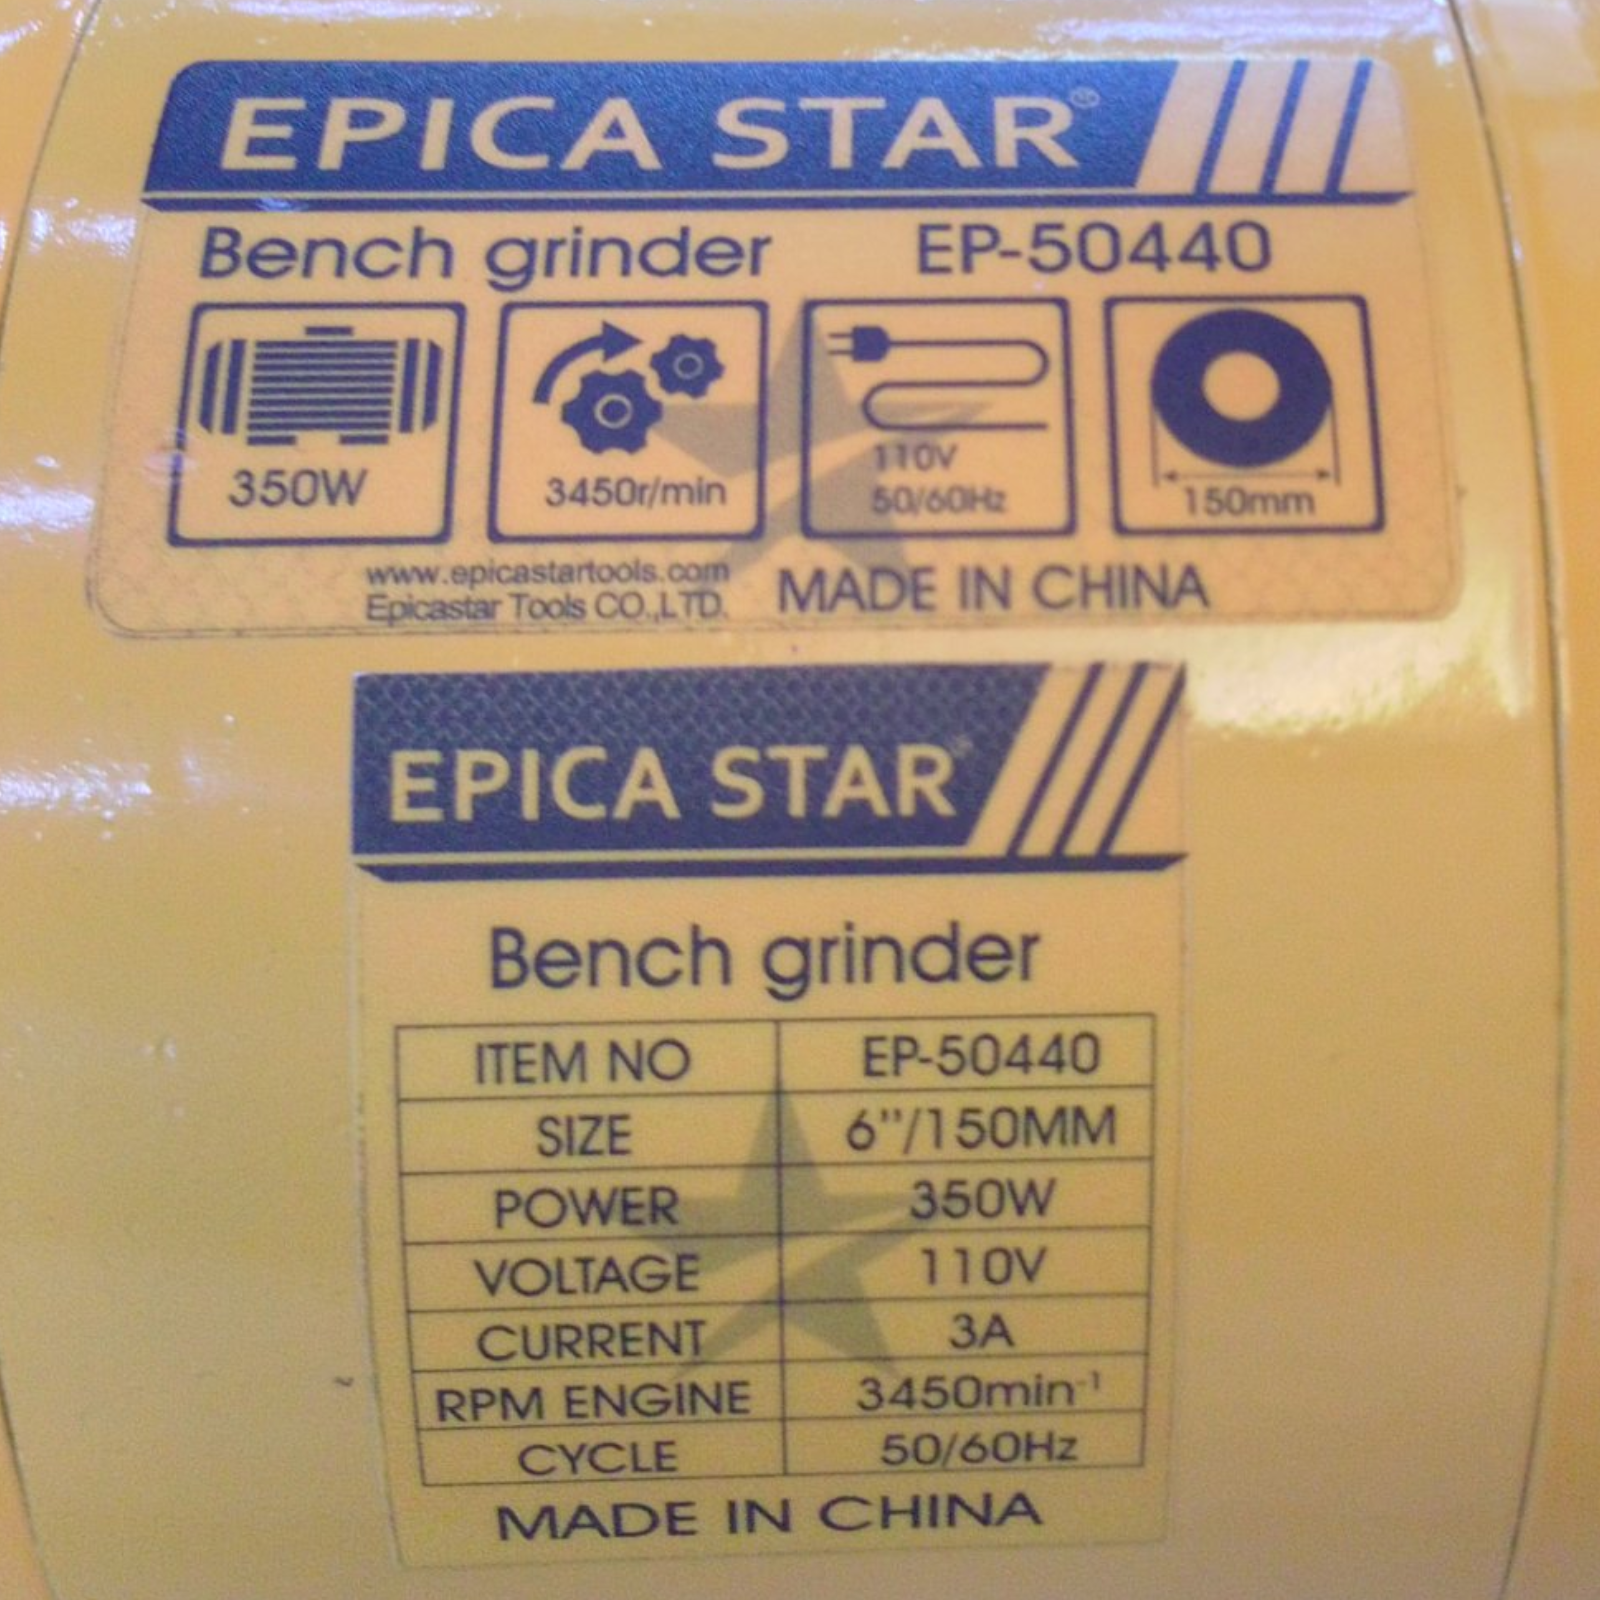 EPICA STAR®
Bench grinder EP-50440
350W 3450r/min 110V 50/60Hz 150mm
www.epicastartools.com
Epicastar Tools CO.,LTD. MADE IN CHINA
EPICA STAR
Bench grinder
ITEM NO EP-50440
SIZE 6"/150MM
POWER 350W
VOLTAGE 110V
CURRENT 3A
RPM ENGINE 3450min-1
CYCLE 50/60Hz
MADE IN CHINA